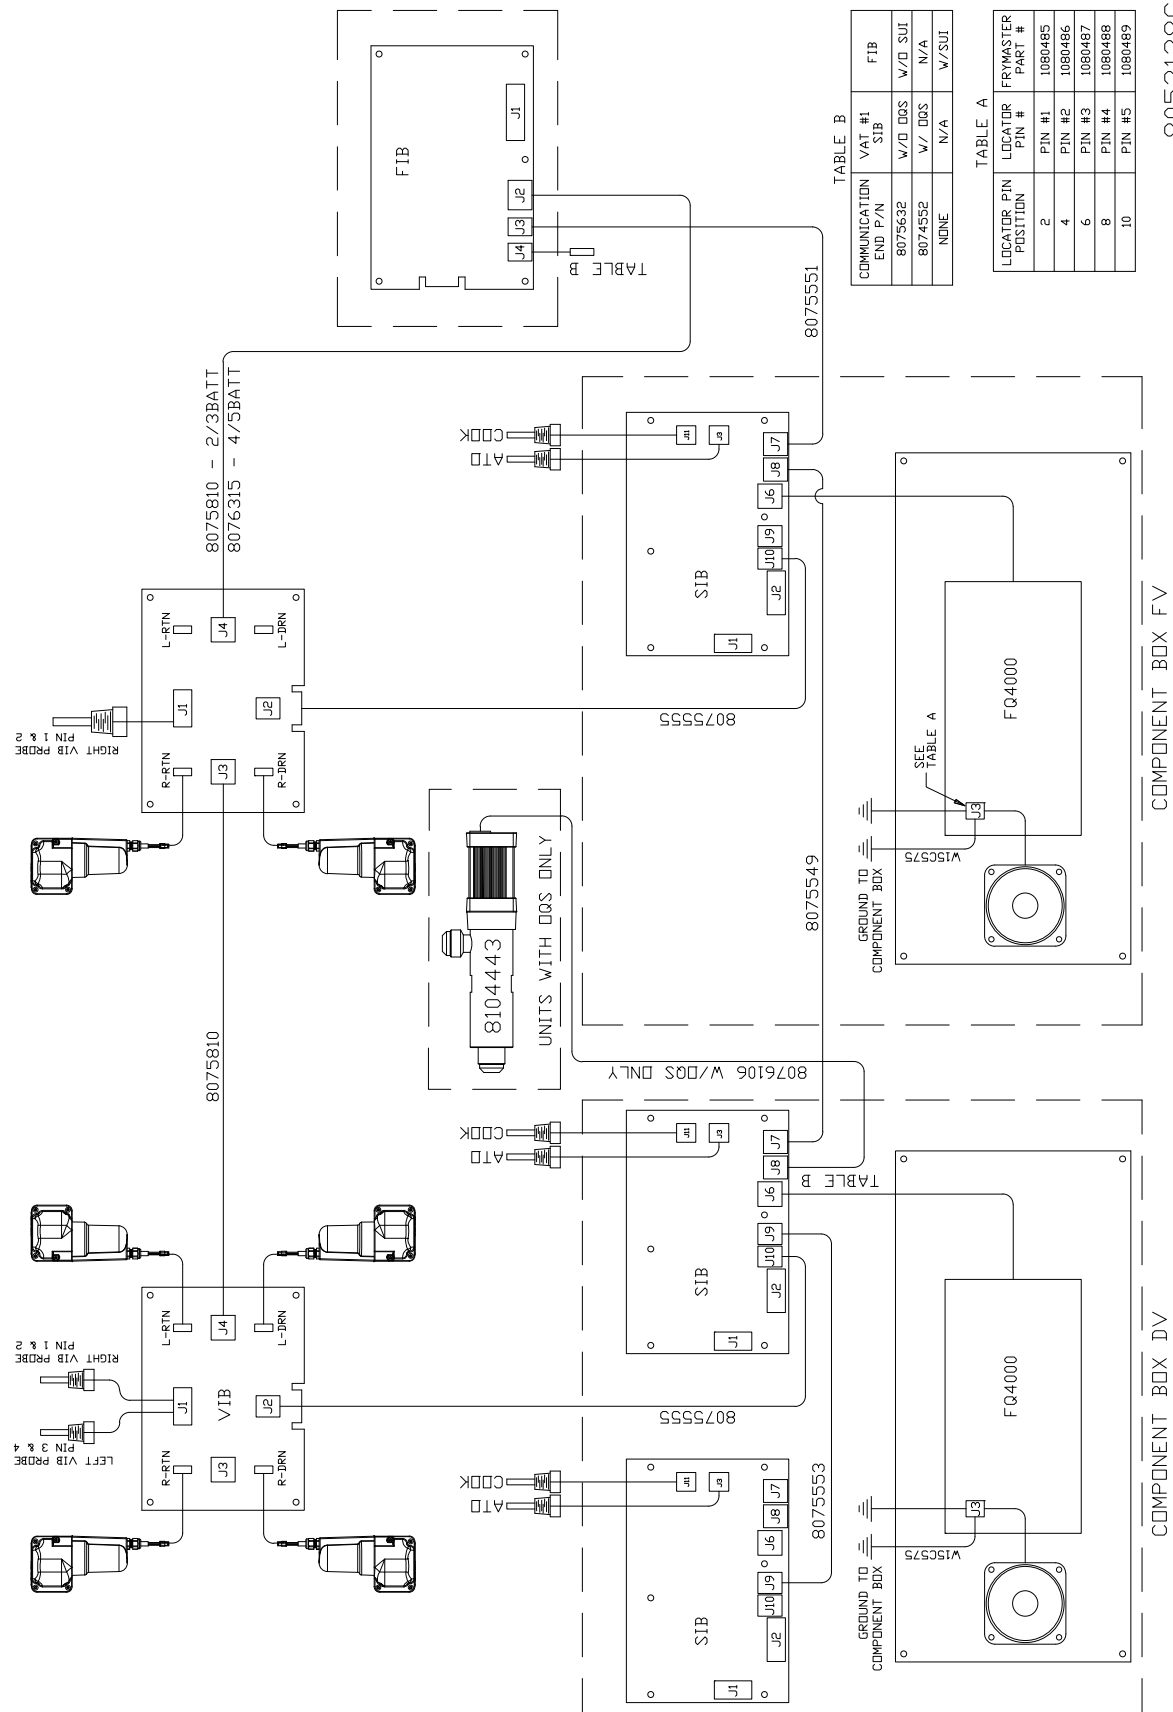 FIB
J1
J2
J3
J4
TABLE B
TABLE B
COMMUNICATION END P/N | VAT #1 SIB | FIB
8075632 | W/O OQS | W/O SUI
8074552 | W/ OQS | N/A
NONE | N/A | W/SUI
TABLE A
LOCATOR PIN POSITION | LOCATOR PIN # | FRYMASTER PART #
2 | PIN #1 | 1080485
4 | PIN #2 | 1080486
6 | PIN #3 | 1080487
8 | PIN #4 | 1080488
10 | PIN #5 | 1080489
8075810 - 2/3BATT
8076315 - 4/5BATT
8075551
RIGHT VIB PROBE
PIN 1 & 2
L-RTN
J4
L-DRN
J1
J2
R-RTN
J3
R-DRN
COOK
ATO
J11
J3
J7
J8
J6
J9
J10
J2
J1
SIB
8075555
FQ4000
SEE
TABLE A
J3
W15C575
GROUND TO
COMPONENT BOX
COMPONENT BOX FV
8104443
UNITS WITH OQS ONLY
8075549
8076106 W/OQS ONLY
8075810
RIGHT VIB PROBE
PIN 1 & 2
LEFT VIB PROBE
PIN 3 & 4
L-RTN
J4
L-DRN
J1
VIB
J2
R-RTN
J3
R-DRN
COOK
ATO
J11
J3
J7
J8
TABLE B
J6
J9
J10
J2
J1
SIB
8075555
COOK
ATO
J11
J3
J7
J8
J6
J9
J10
J2
J1
SIB
8075553
FQ4000
J3
W15C575
GROUND TO
COMPONENT BOX
COMPONENT BOX DV